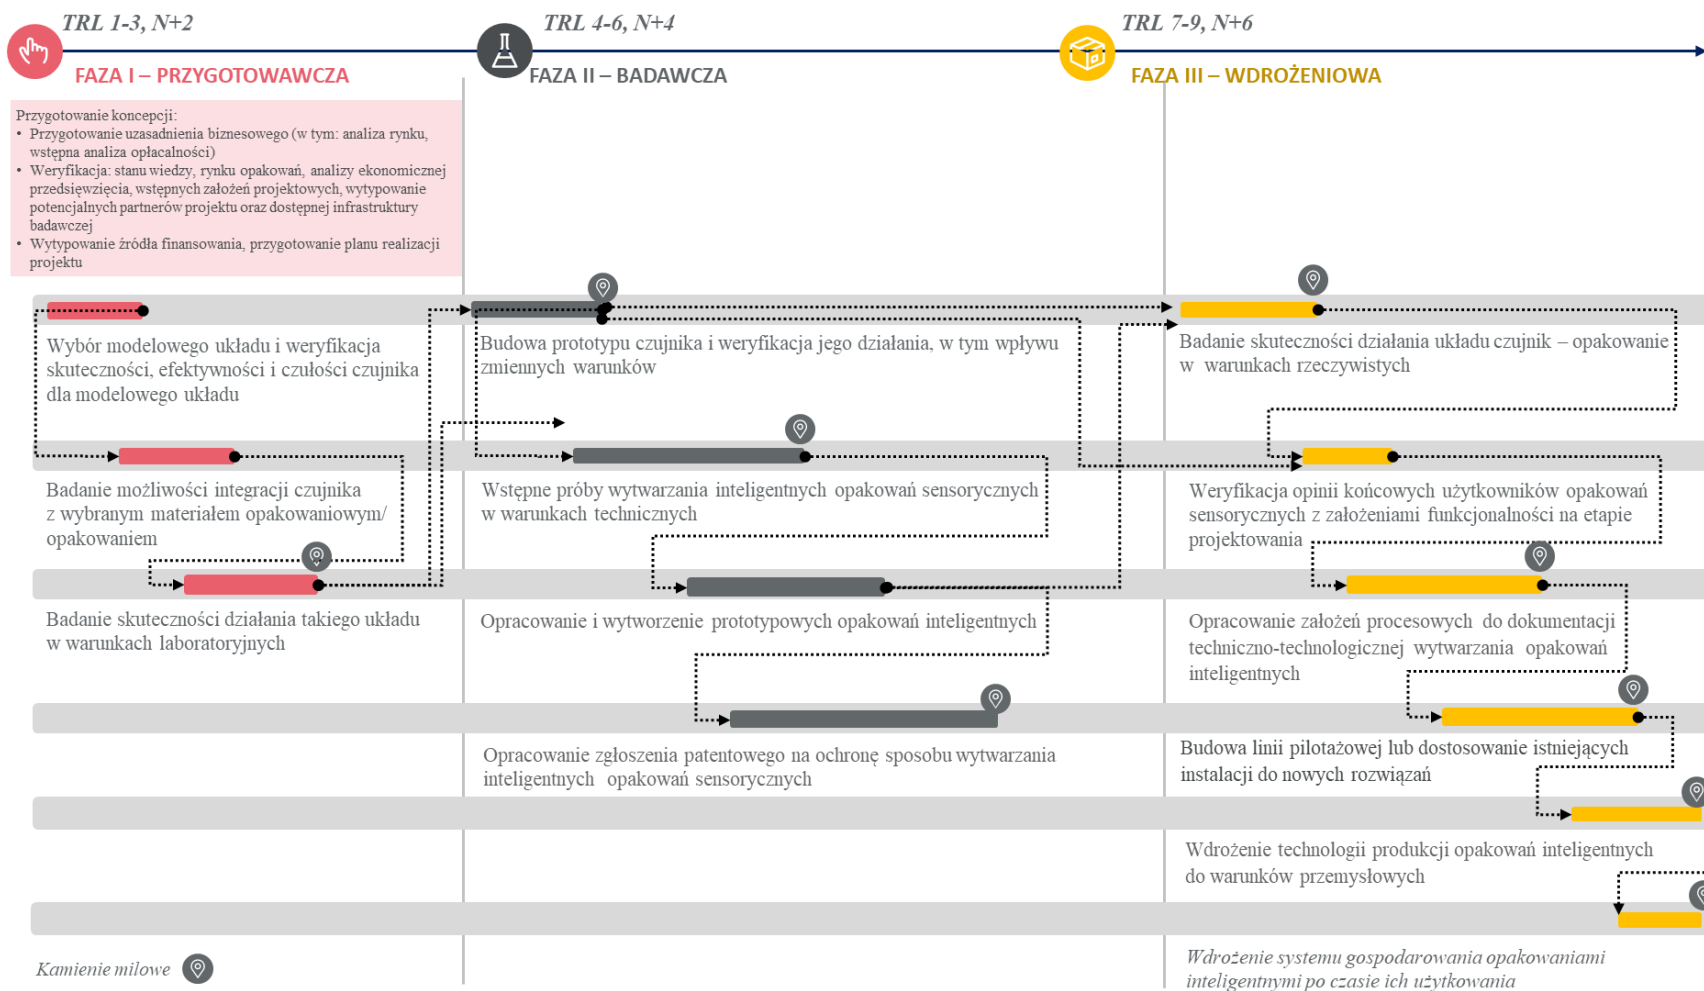 TRL 1-3, N+2
TRL 4-6, N+4
TRL 7-9, N+6
FAZA I – PRZYGOTOWAWCZA
FAZA II – BADAWCZA
FAZA III – WDROŻENIOWA
Przygotowanie koncepcji:
• Przygotowanie uzasadnienia biznesowego (w tym: analiza rynku,
wstępna analiza opłacalności)
• Weryfikacja: stanu wiedzy, rynku opakowań, analizy ekonomicznej
przedsięwzięcia, wstępnych założeń projektowych, wytypowanie
potencjalnych partnerów projektu oraz dostępnej infrastruktury
badawczej
• Wytypowanie źródła finansowania, przygotowanie planu realizacji
projektu
Wybór modelowego układu i weryfikacja
skuteczności, efektywności i czułości czujnika
dla modelowego układu
Badanie możliwości integracji czujnika
z wybranym materiałem opakowaniowym/
opakowaniem
Badanie skuteczności działania takiego układu
w warunkach laboratoryjnych
Budowa prototypu czujnika i weryfikacja jego działania, w tym wpływu
zmiennych warunków
Wstępne próby wytwarzania inteligentnych opakowań sensorycznych
w warunkach technicznych
Opracowanie i wytworzenie prototypowych opakowań inteligentnych
Opracowanie zgłoszenia patentowego na ochronę sposobu wytwarzania
inteligentnych opakowań sensorycznych
Badanie skuteczności działania układu czujnik – opakowanie
w warunkach rzeczywistych
Weryfikacja opinii końcowych użytkowników opakowań
sensorycznych z założeniami funkcjonalności na etapie
projektowania
Opracowanie założeń procesowych do dokumentacji
techniczno-technologicznej wytwarzania opakowań
inteligentnych
Budowa linii pilotażowej lub dostosowanie istniejących
instalacji do nowych rozwiązań
Wdrożenie technologii produkcji opakowań inteligentnych
do warunków przemysłowych
Wdrożenie systemu gospodarowania opakowaniami
inteligentnymi po czasie ich użytkowania
Kamienie milowe